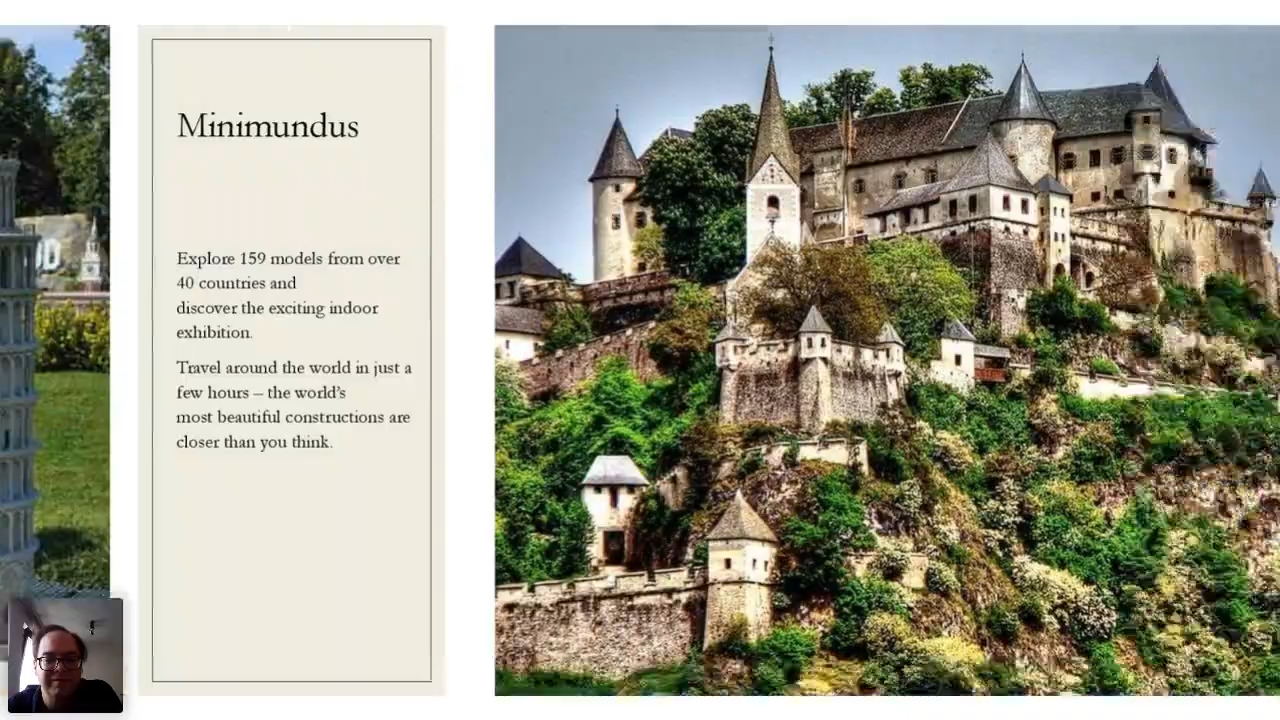 Minimundus
Explore 159 models from over
40 countries and
discover the exciting indoor
exhibition.
Travel around the world in just a
few hours – the world’s
most beautiful constructions are
closer than you think.